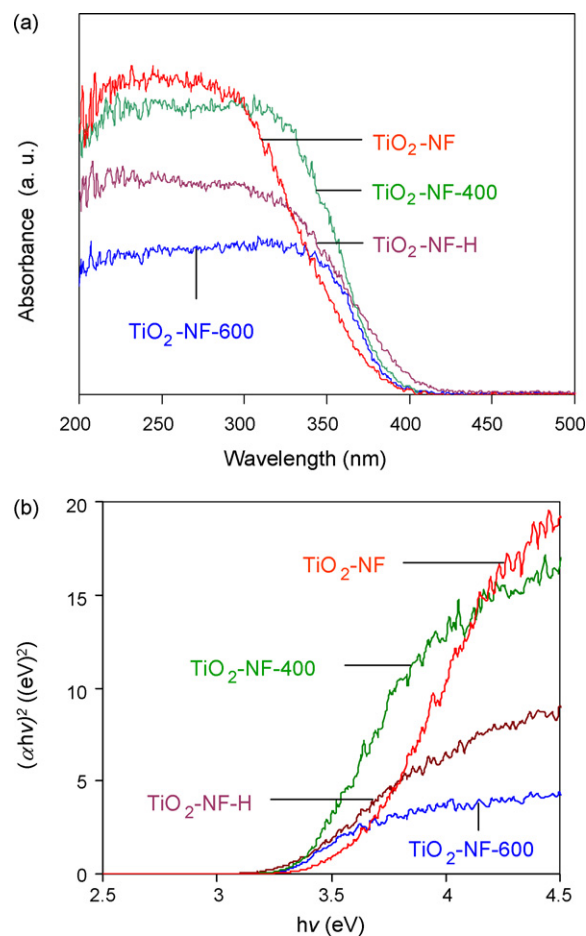 (a)
TiO2-NF
TiO2-NF-400
TiO2-NF-H
TiO2-NF-600
Absorbance (a. u.)
200 250 300 350 400 450 500
Wavelength (nm)
(b)
20
15
10
5
0
TiO2-NF
TiO2-NF-400
TiO2-NF-H
TiO2-NF-600
(αhν)² ((eV)²
2.5 3 3.5 4 4.5
hν (eV)